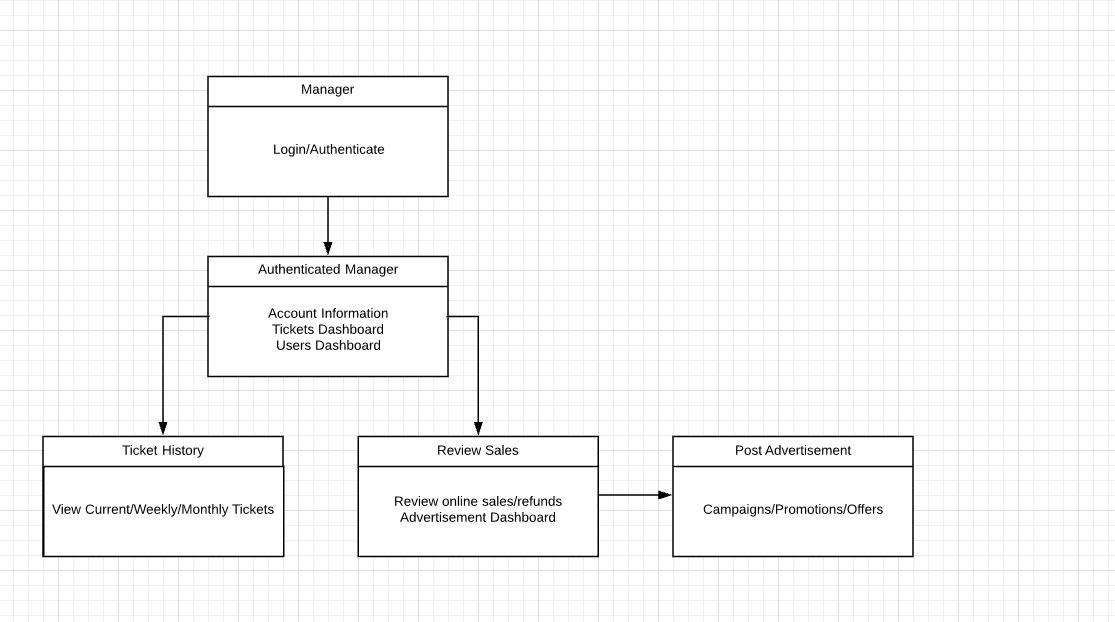 Manager
Login/Authenticate
Authenticated Manager
Account Information
Tickets Dashboard
Users Dashboard
Ticket History
View Current/Weekly/Monthly Tickets
Review Sales
Review online sales/refunds
Advertisement Dashboard
Post Advertisement
Campaigns/Promotions/Offers